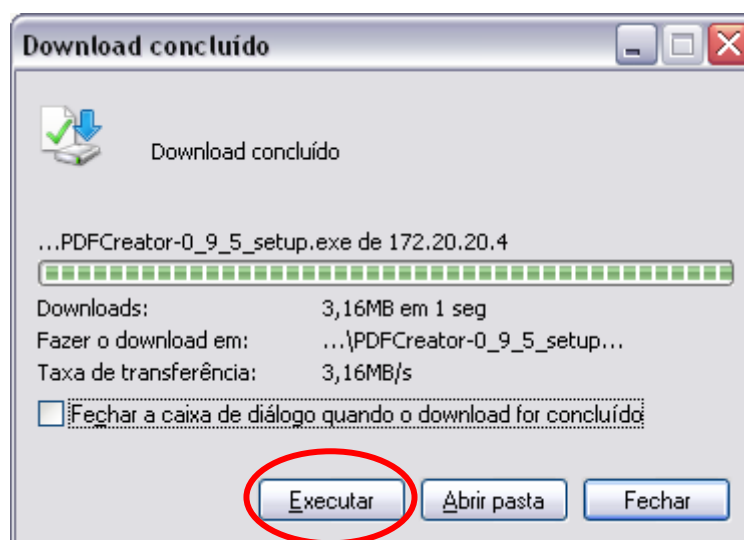 Download concluído
Download concluído
...PDFCreator-0_9_5_setup.exe de 172.20.20.4
Downloads: 3,16MB em 1 seg
Fazer o download em: ...\PDFCreator-0_9_5_setup...
Taxa de transferência: 3,16MB/s
Fechar a caixa de diálogo quando o download for concluído
Executar Abrir pasta Fechar